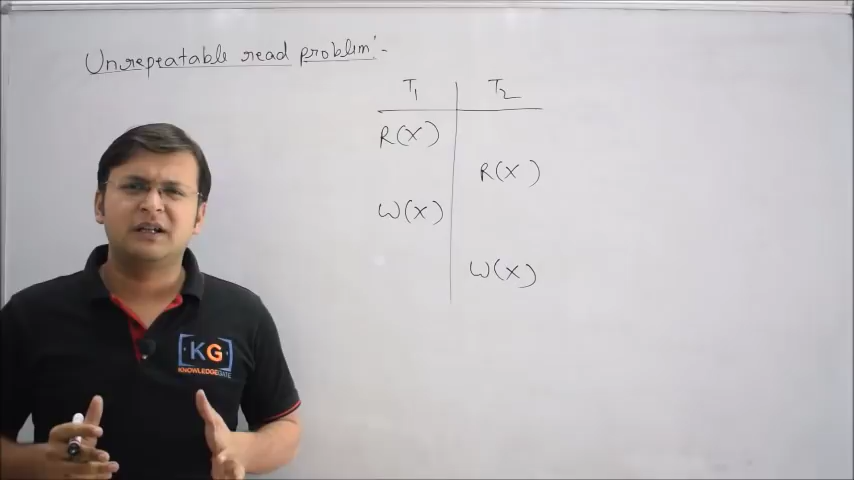 Unrepeatable read problem:-
T1 T2
R(X)
R(X)
W(X)
W(X)
KG
KNOWLEDGEGATE